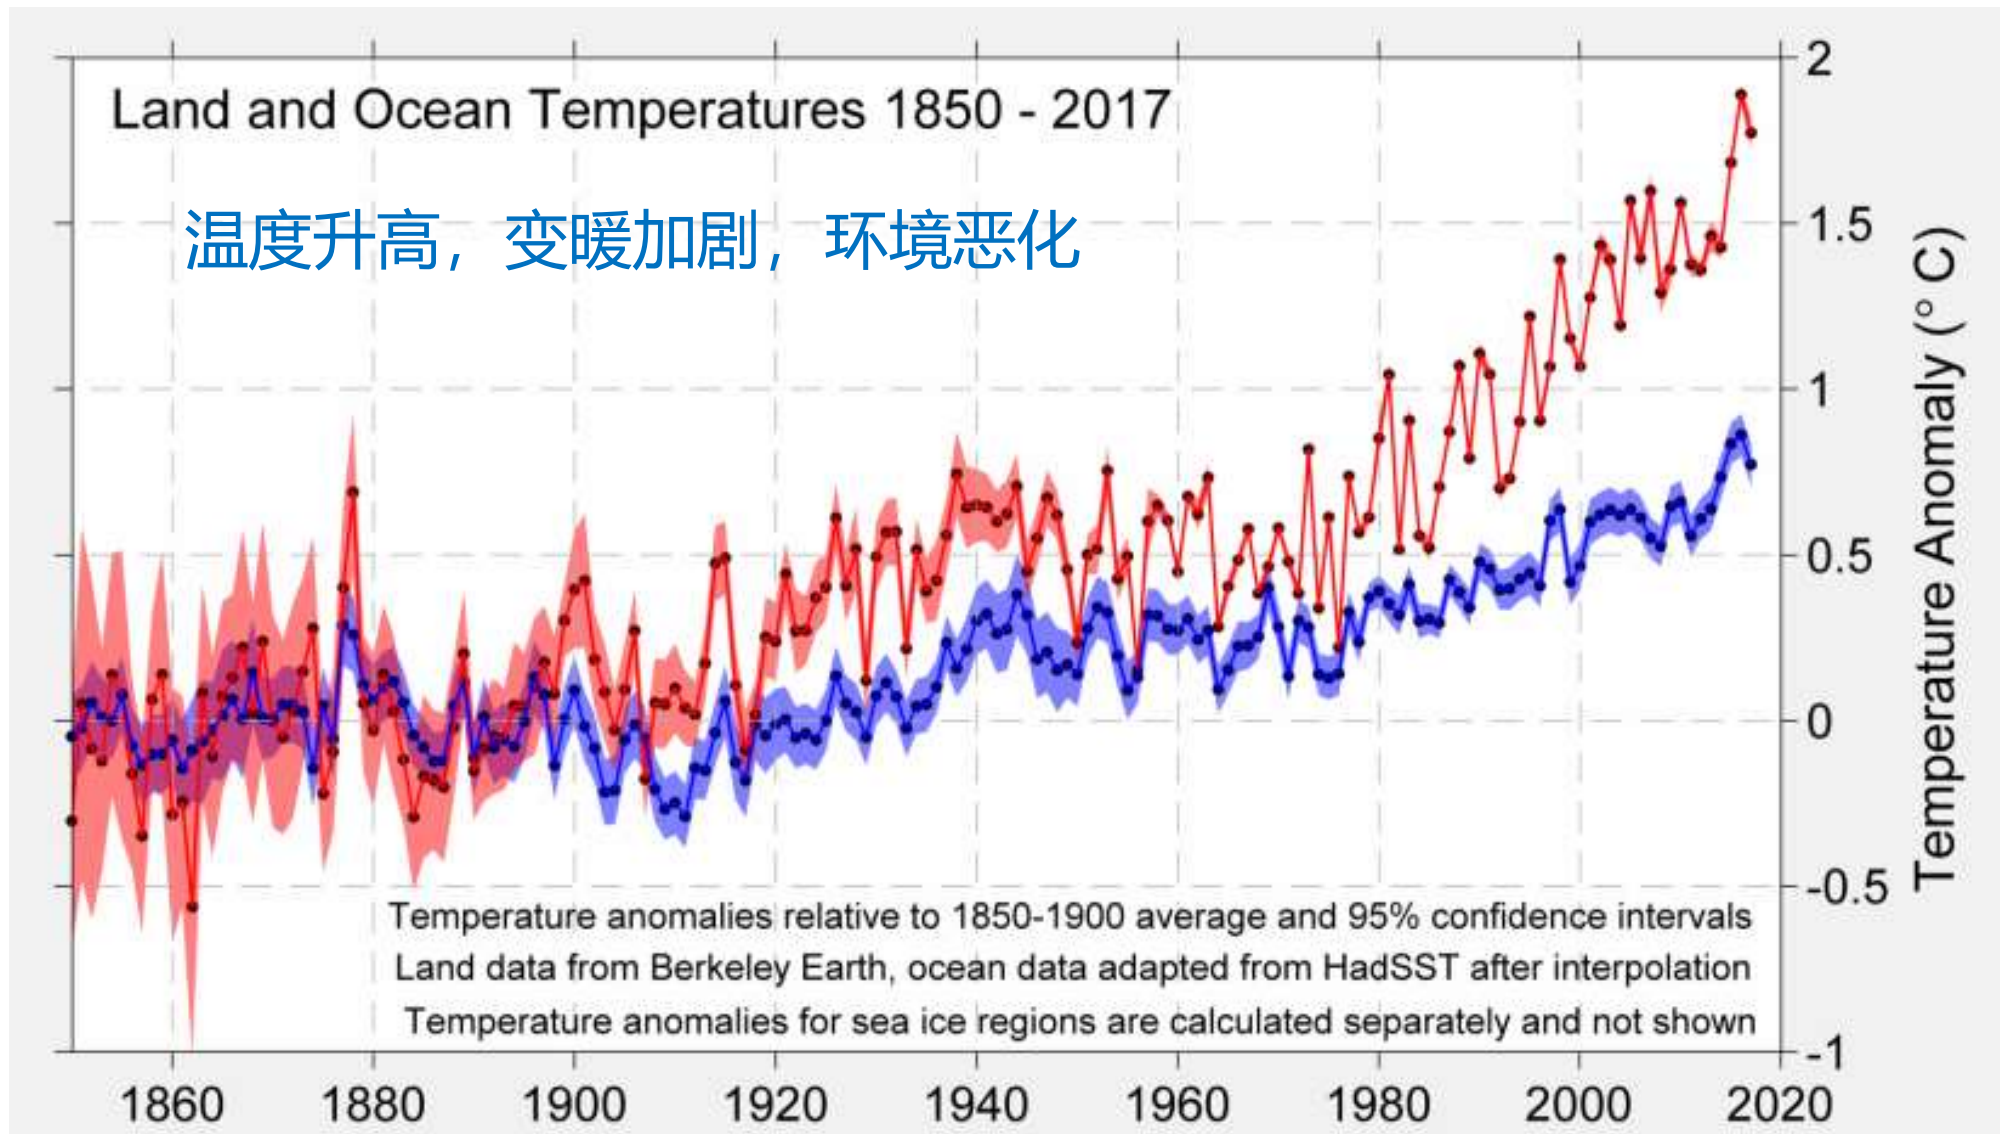 Land and Ocean Temperatures 1850 - 2017
温度升高，变暖加剧，环境恶化
2
1.5
1
0.5
0
-0.5
-1
Temperature Anomaly (° C)
Temperature anomalies relative to 1850-1900 average and 95% confidence intervals
Land data from Berkeley Earth, ocean data adapted from HadSST after interpolation
Temperature anomalies for sea ice regions are calculated separately and not shown
1860 1880 1900 1920 1940 1960 1980 2000 2020